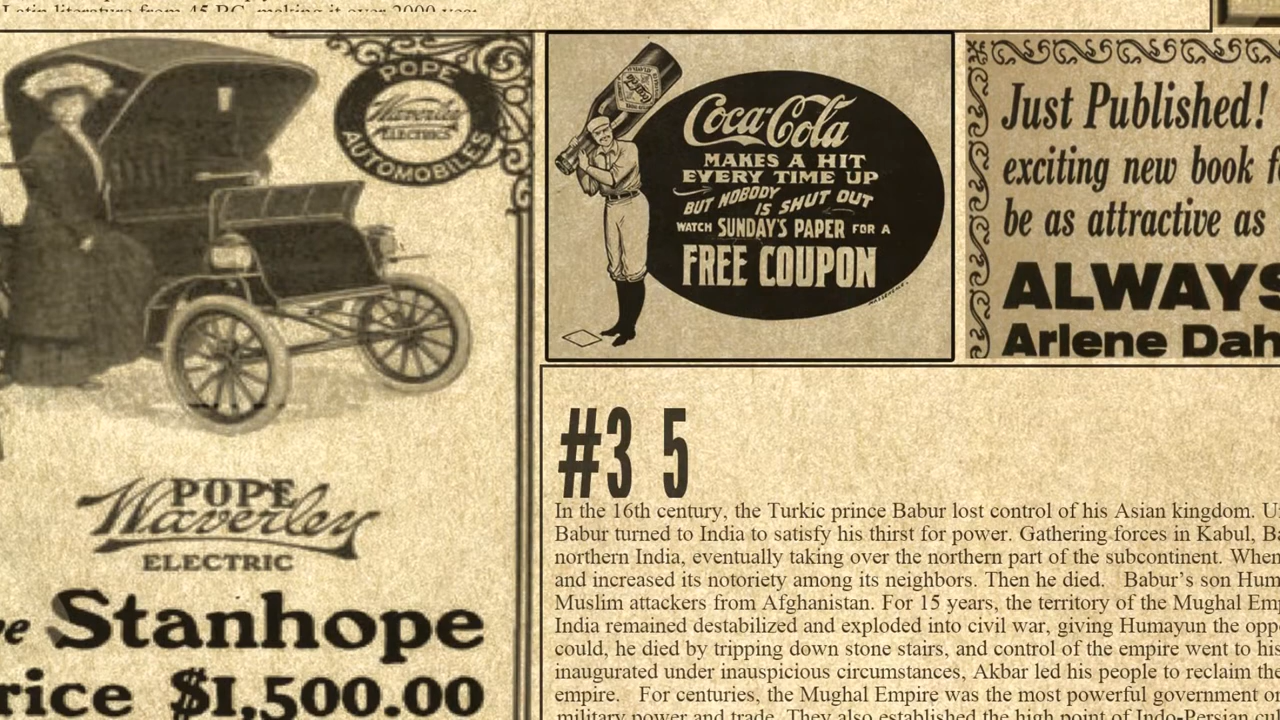 Latin literature from 45 BC, making it over 2000 year
POPE
Waverley
ELECTRICS
AUTOMOBILES
POPE
Waverley
ELECTRIC
Stanhope
$1,500.00
Coca-Cola
MAKES A HIT
EVERY TIME UP
BUT NOBODY
IS SHUT OUT
WATCH SUNDAY'S PAPER FOR A
FREE COUPON
Just Published!
exciting new book
be as attractive as
ALWAYS
Arlene Dah
#3 5
In the 16th century, the Turkic prince Babur lost control of his Asian kingdom.
Babur turned to India to satisfy his thirst for power. Gathering forces in Kabul,
northern India, eventually taking over the northern part of the subcontinent. When
and increased its notoriety among its neighbors. Then he died. Babur's son Hum
Muslim attackers from Afghanistan. For 15 years, the territory of the Mughal Em
India remained destabilized and exploded into civil war, giving Humayun the opp
could, he died by tripping down stone stairs, and control of the empire went to his
inaugurated under inauspicious circumstances, Akbar led his people to reclaim the
empire. For centuries, the Mughal Empire was the most powerful government
military power and trade. They also established the high point of Indo-Persian